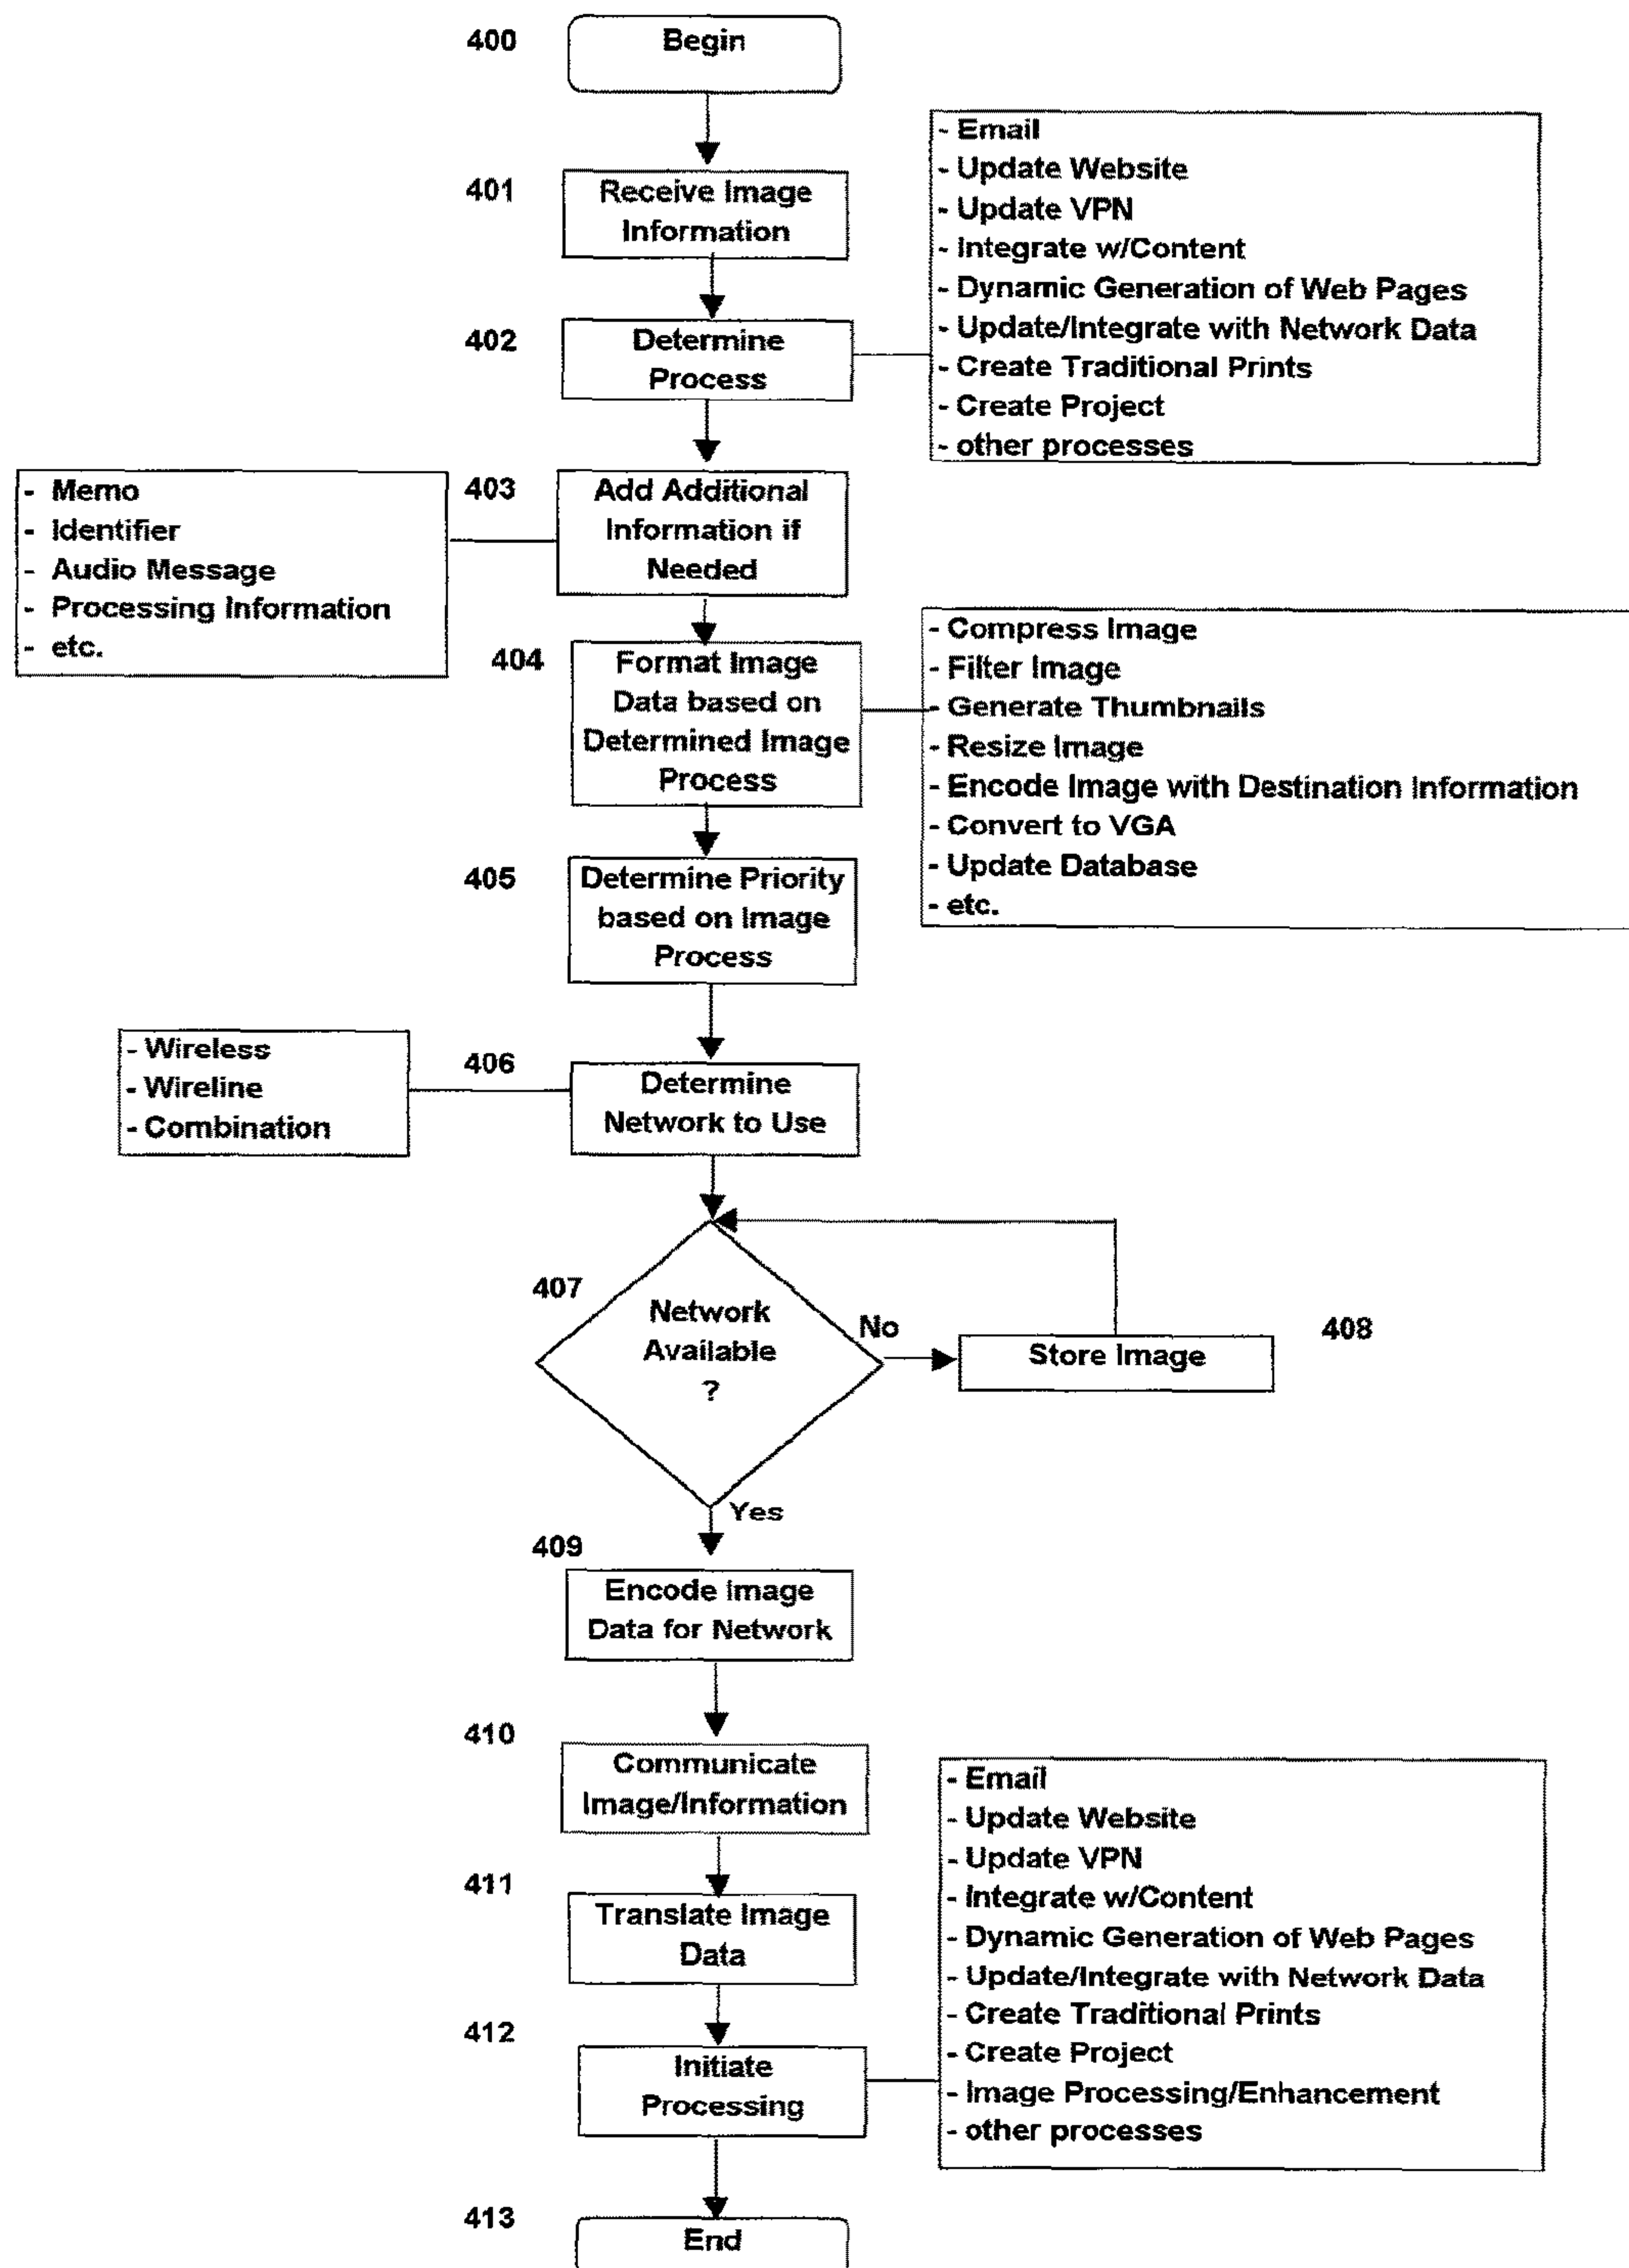 400
Begin
401
Receive Image
Information
- Email
- Update Website
- Update VPN
- Integrate w/Content
- Dynamic Generation of Web Pages
- Update/Integrate with Network Data
- Create Traditional Prints
- Create Project
- other processes
402
Determine
Process
- Memo
- Identifier
- Audio Message
- Processing Information
- etc.
403
Add Additional
Information if
Needed
404
Format Image
Data based on
Determined Image
Process
- Compress Image
- Filter Image
- Generate Thumbnails
- Resize Image
- Encode Image with Destination Information
- Convert to VGA
- Update Database
- etc.
405
Determine Priority
based on Image
Process
- Wireless
- Wireline
- Combination
406
Determine
Network to Use
407
Network
Available
?
No
408
Store Image
Yes
409
Encode Image
Data for Network
410
Communicate
Image/Information
411
Translate Image
Data
- Email
- Update Website
- Update VPN
- Integrate w/Content
- Dynamic Generation of Web Pages
- Update/Integrate with Network Data
- Create Traditional Prints
- Create Project
- Image Processing/Enhancement
- other processes
412
Initiate
Processing
413
End